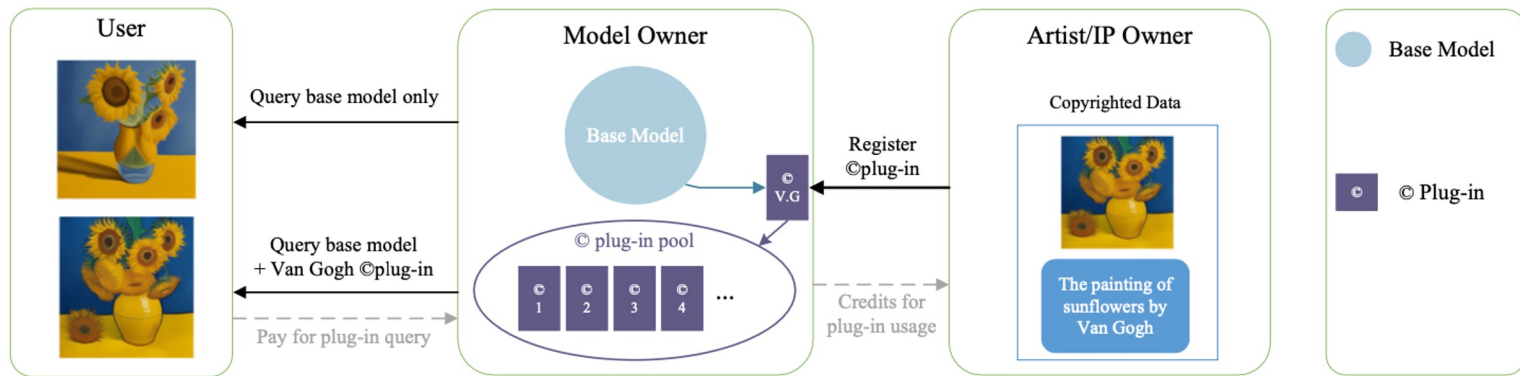 User
Query base model only
Query base model
+ Van Gogh ©plug-in
Pay for plug-in query
Model Owner
Base Model
©
V.G
© plug-in pool
© © © © ...
1 2 3 4
Register
©plug-in
Credits for
plug-in usage
Artist/IP Owner
Copyrighted Data
The painting of
sunflowers by
Van Gogh
Base Model
© © Plug-in